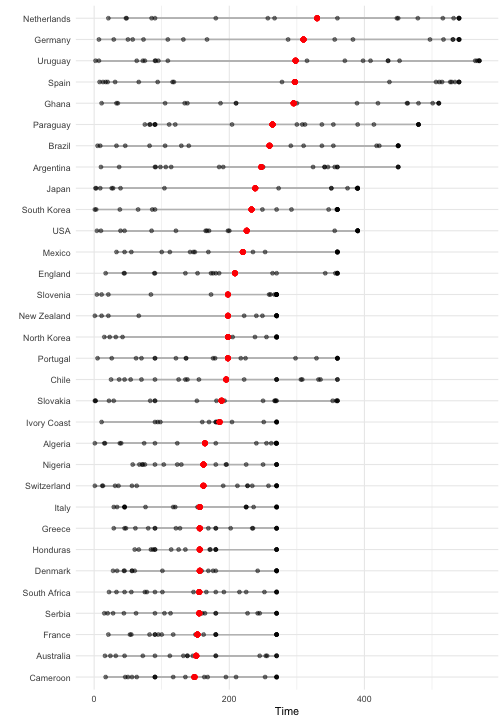 Netherlands
Germany
Uruguay
Spain
Ghana
Paraguay
Brazil
Argentina
Japan
South Korea
USA
Mexico
England
Slovenia
New Zealand
North Korea
Portugal
Chile
Slovakia
Ivory Coast
Algeria
Nigeria
Switzerland
Italy
Greece
Honduras
Denmark
South Africa
Serbia
France
Australia
Cameroon
0 200 400
Time